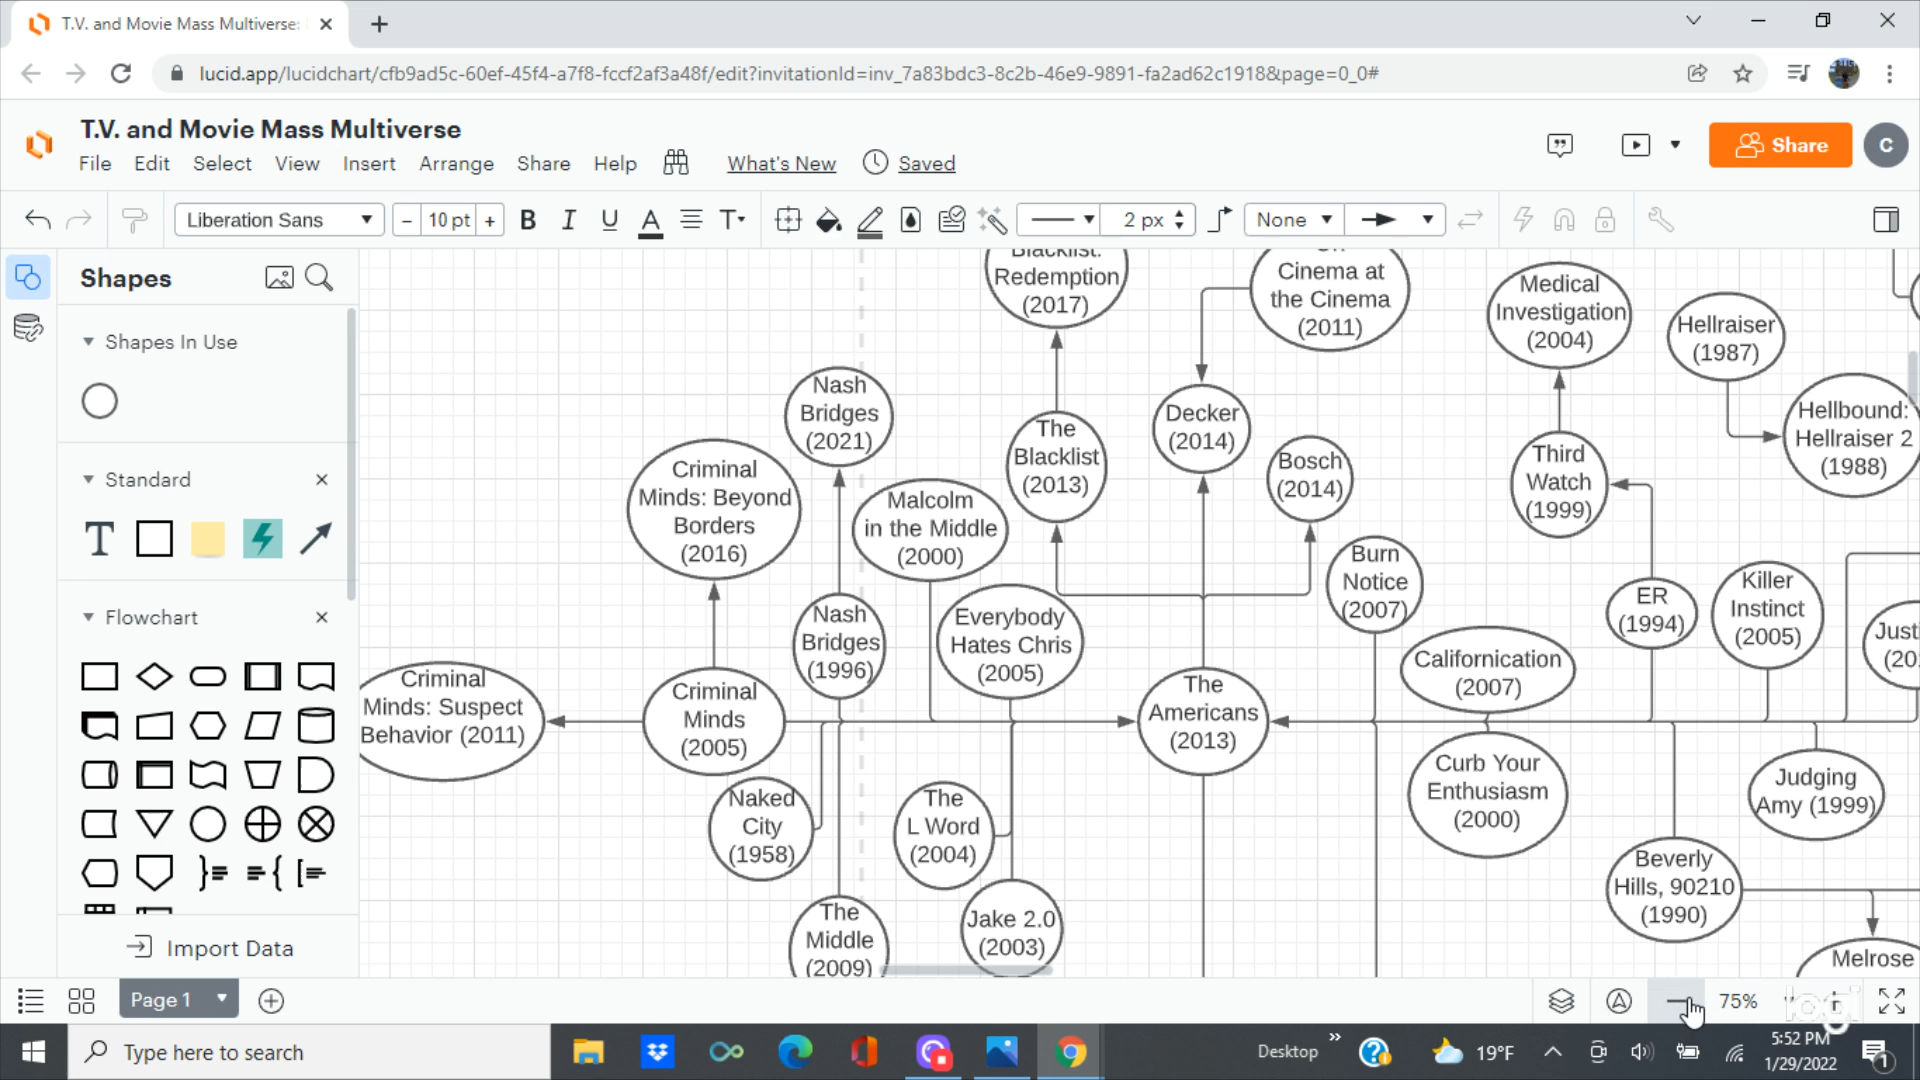 T.V. and Movie Mass Multiverse:
lucid.app/lucidchart/cfb9ad5c-60ef-45f4-a7f8-fccf2af3a48f/edit?invitationId=inv_7a83bdc3-8c2b-46e9-9891-fa2ad62c1918&page=0_0#
T.V. and Movie Mass Multiverse
File Edit Select View Insert Arrange Share Help What's New Saved
Share
C
Liberation Sans
− 10 pt +
B I U A T
2 px
None
Shapes
Shapes In Use
Standard
T
Flowchart
Import Data
Blacklist:
Redemption
(2017)
Cinema at
the Cinema
(2011)
Medical
Investigation
(2004)
Hellraiser
(1987)
Hellbound:
Hellraiser 2
(1988)
Nash
Bridges
(2021)
Criminal
Minds: Beyond
Borders
(2016)
Malcolm
in the Middle
(2000)
The
Blacklist
(2013)
Decker
(2014)
Bosch
(2014)
Third
Watch
(1999)
Burn
Notice
(2007)
Nash
Bridges
(1996)
Everybody
Hates Chris
(2005)
ER
(1994)
Killer
Instinct
(2005)
Californication
(2007)
Criminal
Minds: Suspect
Behavior (2011)
Criminal
Minds
(2005)
The
Americans
(2013)
Curb Your
Enthusiasm
(2000)
Judging
Amy (1999)
Naked
City
(1958)
The
L Word
(2004)
Beverly
Hills, 90210
(1990)
Jake 2.0
(2003)
The
Middle
(2009)
Melrose
Page 1
75%
logi
Type here to search
Desktop
19°F
5:52 PM
1/29/2022
1